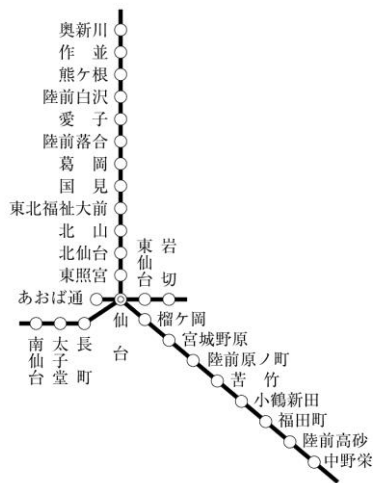 奥新川
作並
熊ケ根
陸前白沢
愛子
陸前落合
葛岡
国見
東北福祉大前
北山
北仙台
東照宮
東仙台
岩切
あおば通
仙台
榴ケ岡
宮城野原
陸前原ノ町
苦竹
小鶴新田
福田町
陸前高砂
中野栄
長町
太子堂
南仙台